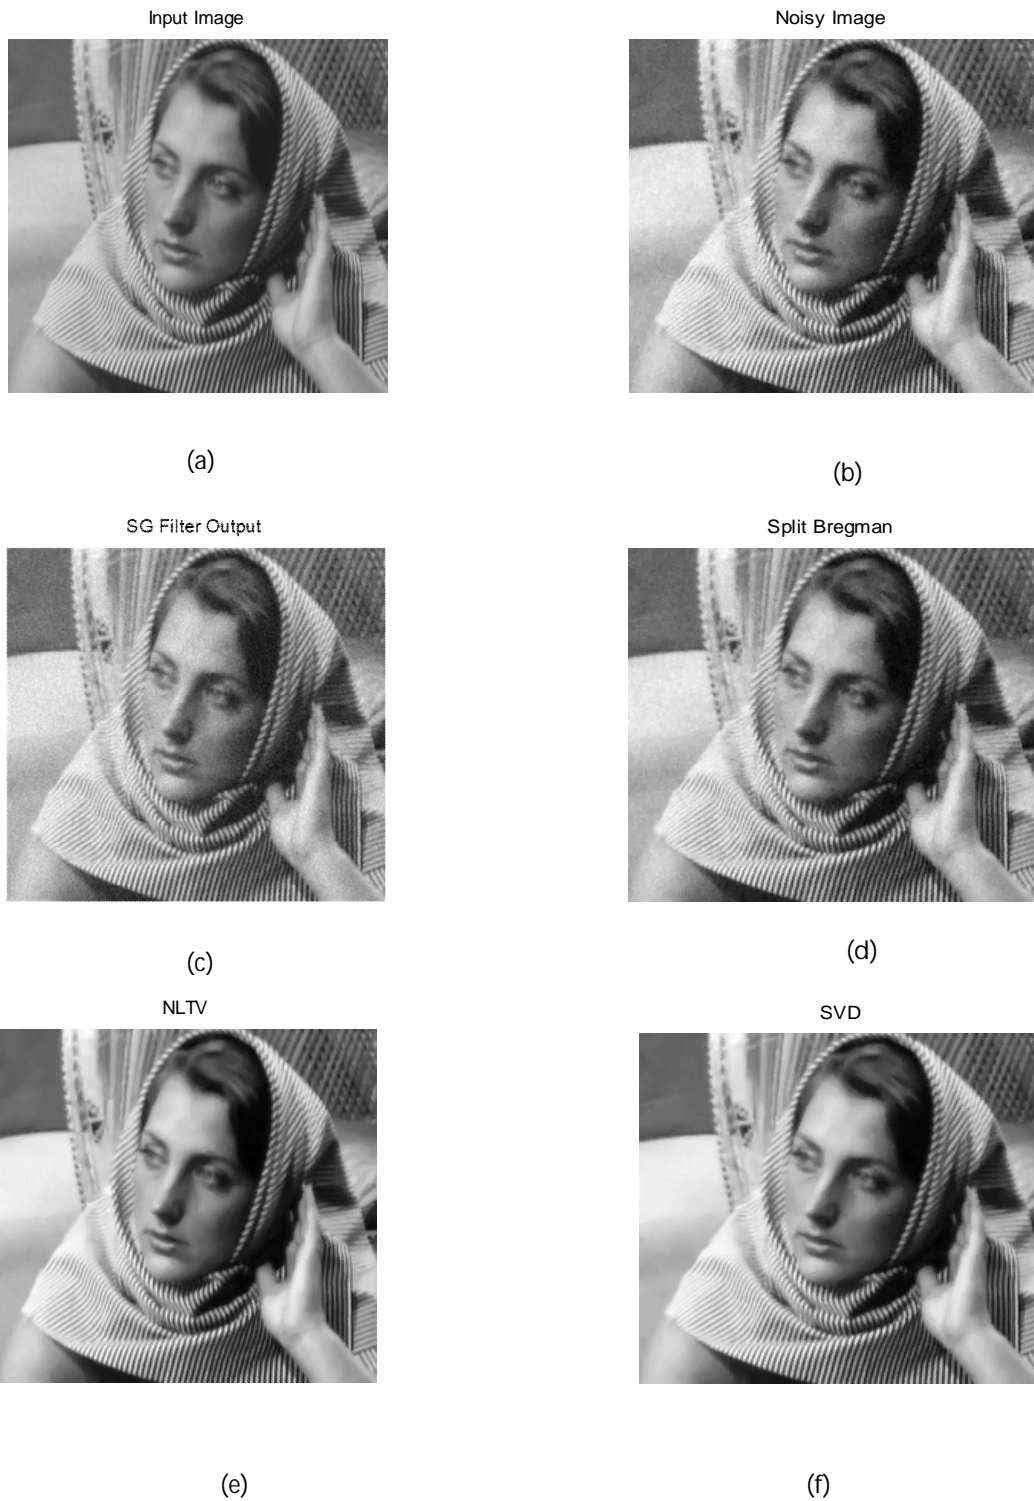 Input Image
Noisy Image
(a)
(b)
SG Filter Output
Split Bregman
(c)
(d)
NLTV
SVD
(e)
(f)